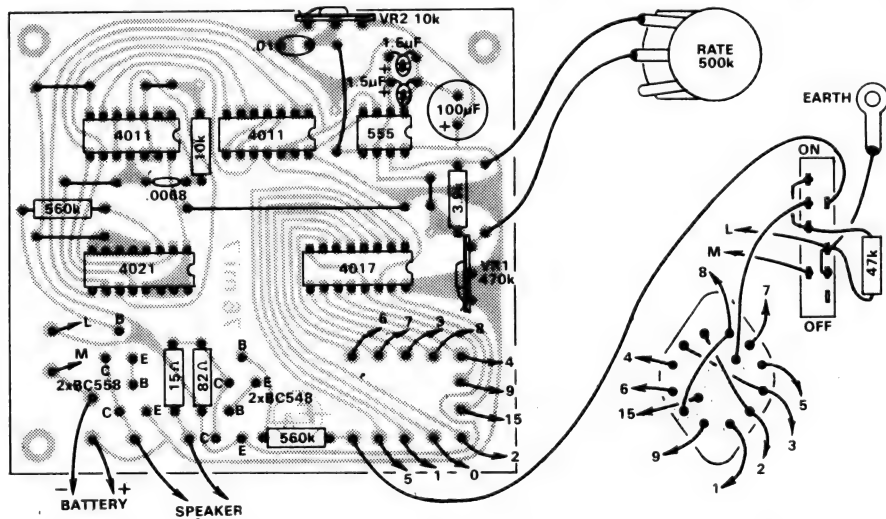 VR2 10k
.01
1.5µF
+
1.5µF
+
100µF
+
RATE
500k
EARTH
4011
10k
4011
555
ON
.0068
560k
3.9k
L
M
47k
4021
4017
VR1
470k
8
7
OFF
6
7
3
8
L
B
M
E
15Ω
82Ω
B
4
4
C
B
C
E
9
6
5
2xBC558
2xBC548
C
E
B
15
15
3
C
E
560k
2
9
2
5
1
0
1
-
BATTERY
+
SPEAKER